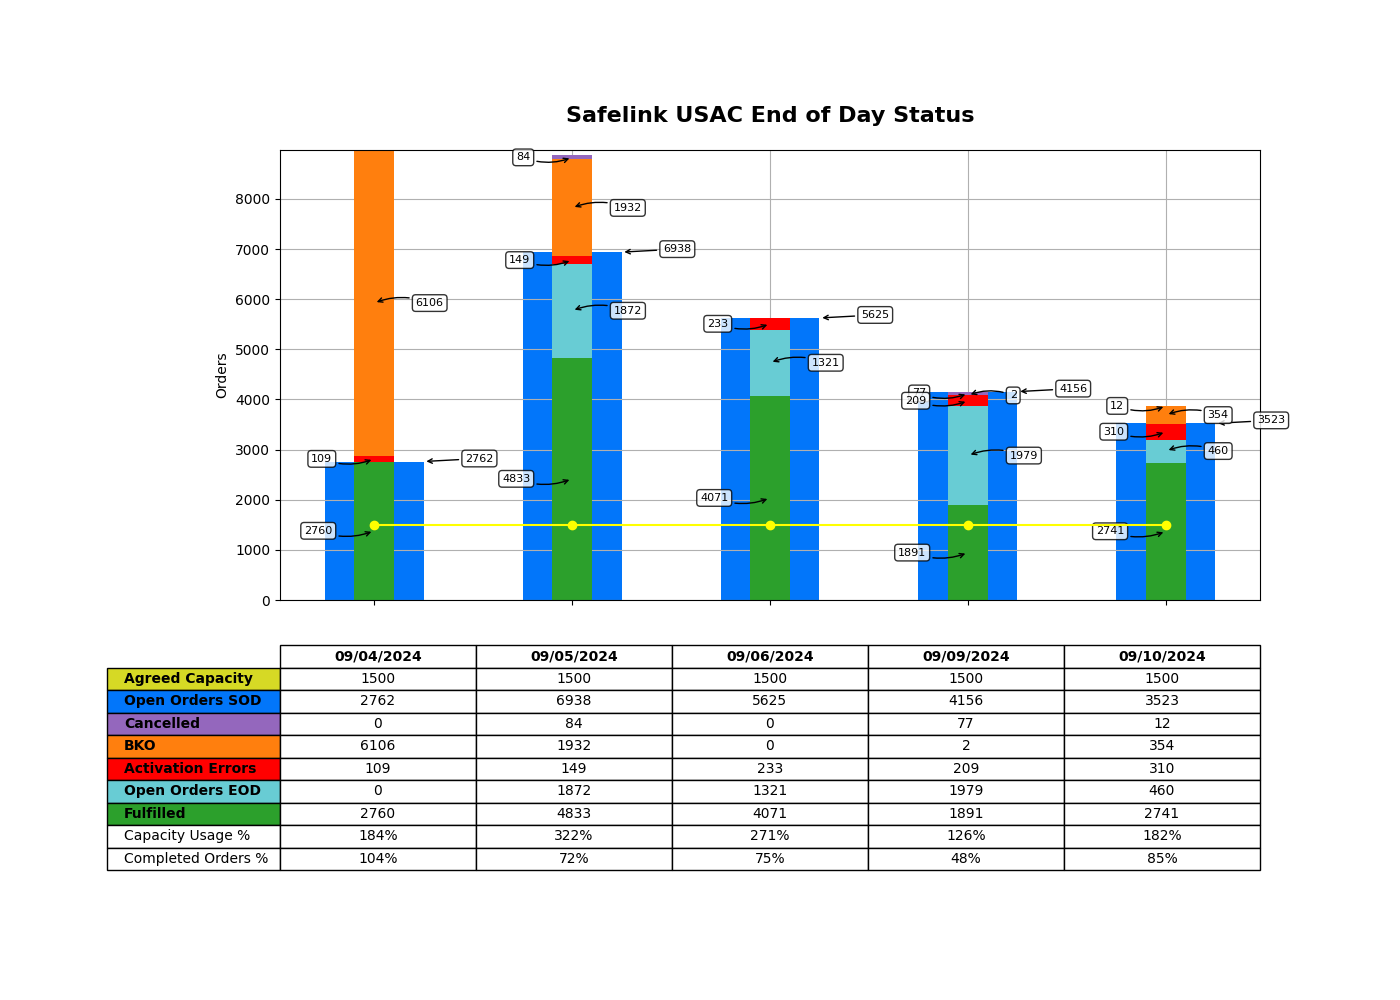 Safelink USAC End of Day Status
84
8000
1932
7000
6938
149
1872
6000
6106
5625
233
5000
1321
Orders
4156
77
2
4000
209
12
354
3523
310
109
2762
1979
460
3000
4833
4071
2000
2760
2741
1891
1000
0
09/04/2024 09/05/2024 09/06/2024 09/09/2024 09/10/2024
Agreed Capacity 1500 1500 1500 1500 1500
Open Orders SOD 2762 6938 5625 4156 3523
Cancelled 0 84 0 77 12
BKO 6106 1932 0 2 354
Activation Errors 109 149 233 209 310
Open Orders EOD 0 1872 1321 1979 460
Fulfilled 2760 4833 4071 1891 2741
Capacity Usage % 184% 322% 271% 126% 182%
Completed Orders % 104% 72% 75% 48% 85%